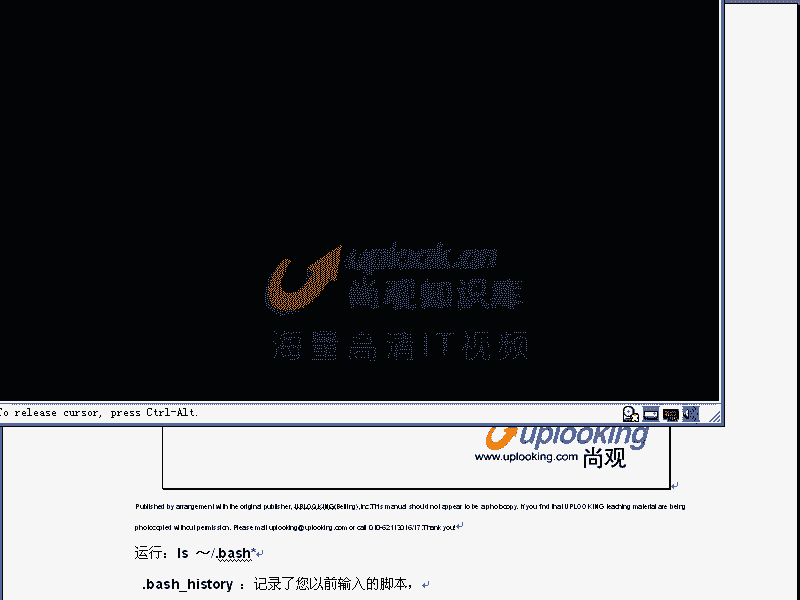 uplook.cn
尚观知识库
海量高清IT视频
To release cursor, press Ctrl-Alt.
uplooking
www.uplooking.com 尚观
Published by arrangement with the original publisher, UPLOOKING(Beijing),Inc.This manual should not appear to be a photocopy. If you find that UPLOOKING teaching material are being
photocopied without permission. Please mail uplooking@uplooking.com or call 010-62113016/17.Thank you!
运行：ls ～/.bash*
.bash_history ：记录了您以前输入的脚本，